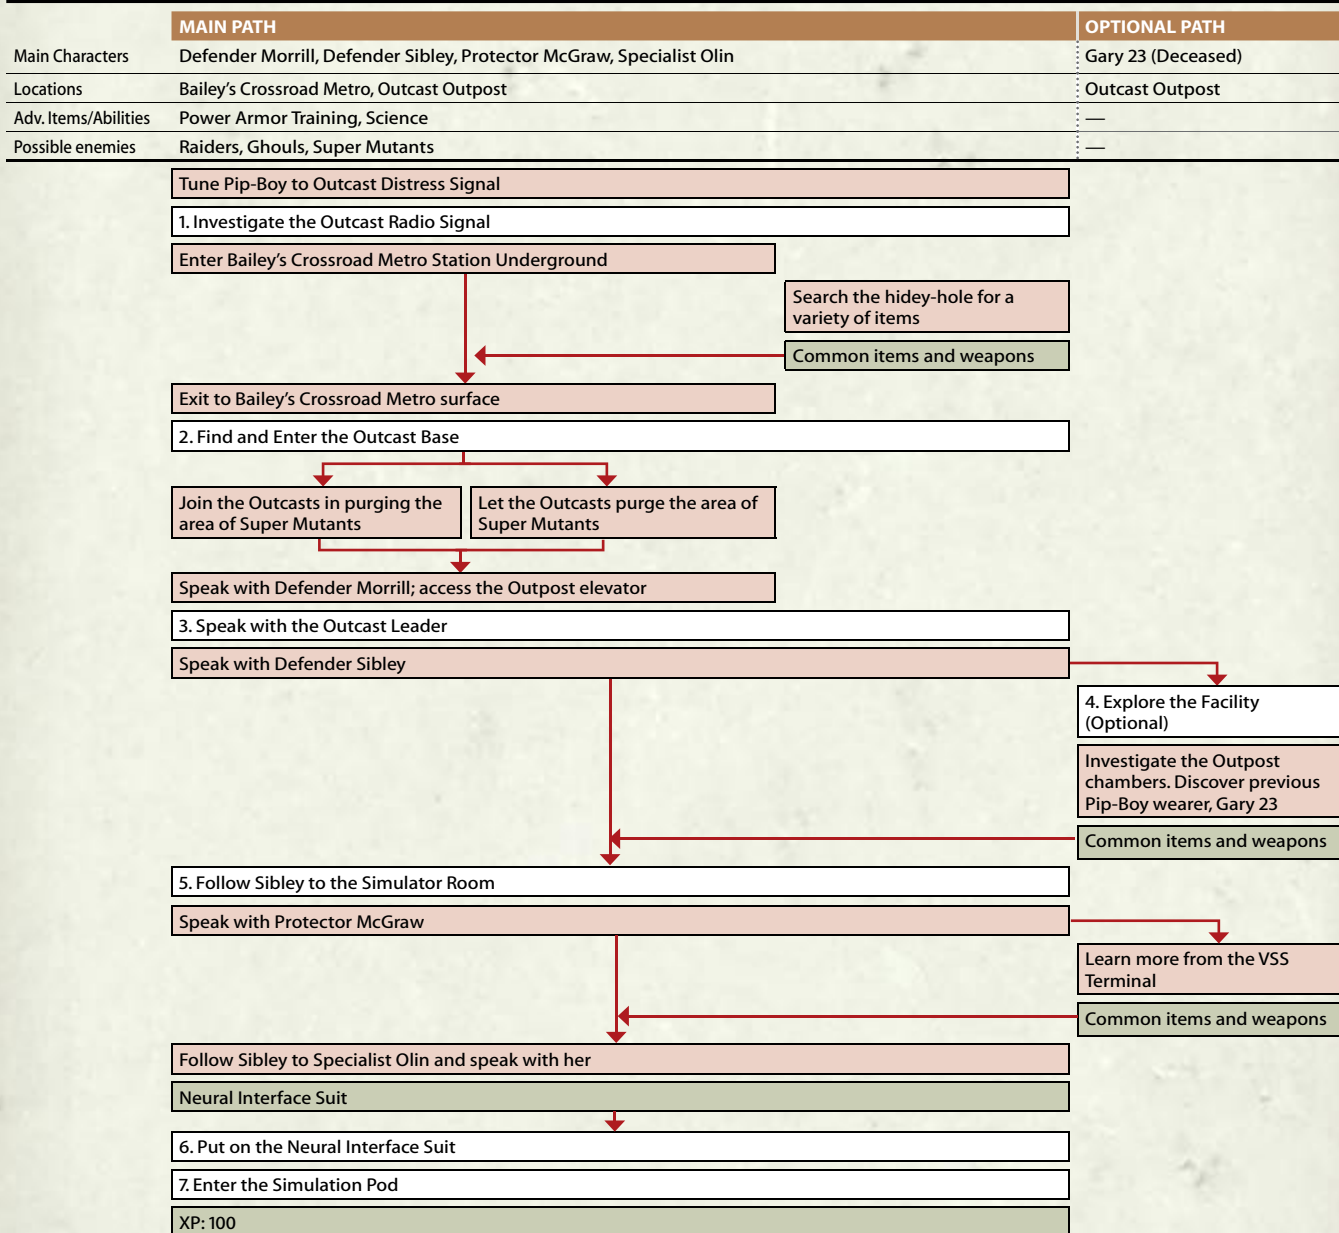 MAIN PATH
OPTIONAL PATH
Main Characters
Defender Morrill, Defender Sibley, Protector McGraw, Specialist Olin
Gary 23 (Deceased)
Locations
Bailey's Crossroad Metro, Outcast Outpost
Outcast Outpost
Adv. Items/Abilities
Power Armor Training, Science
—
Possible enemies
Raiders, Ghouls, Super Mutants
—
Tune Pip-Boy to Outcast Distress Signal
1. Investigate the Outcast Radio Signal
Enter Bailey's Crossroad Metro Station Underground
Search the hidey-hole for a
variety of items
Common items and weapons
Exit to Bailey's Crossroad Metro surface
2. Find and Enter the Outcast Base
Join the Outcasts in purging the
area of Super Mutants
Let the Outcasts purge the area of
Super Mutants
Speak with Defender Morrill; access the Outpost elevator
3. Speak with the Outcast Leader
Speak with Defender Sibley
4. Explore the Facility
(Optional)
Investigate the Outpost
chambers. Discover previous
Pip-Boy wearer, Gary 23
Common items and weapons
5. Follow Sibley to the Simulator Room
Speak with Protector McGraw
Learn more from the VSS
Terminal
Common items and weapons
Follow Sibley to Specialist Olin and speak with her
Neural Interface Suit
6. Put on the Neural Interface Suit
7. Enter the Simulation Pod
XP: 100